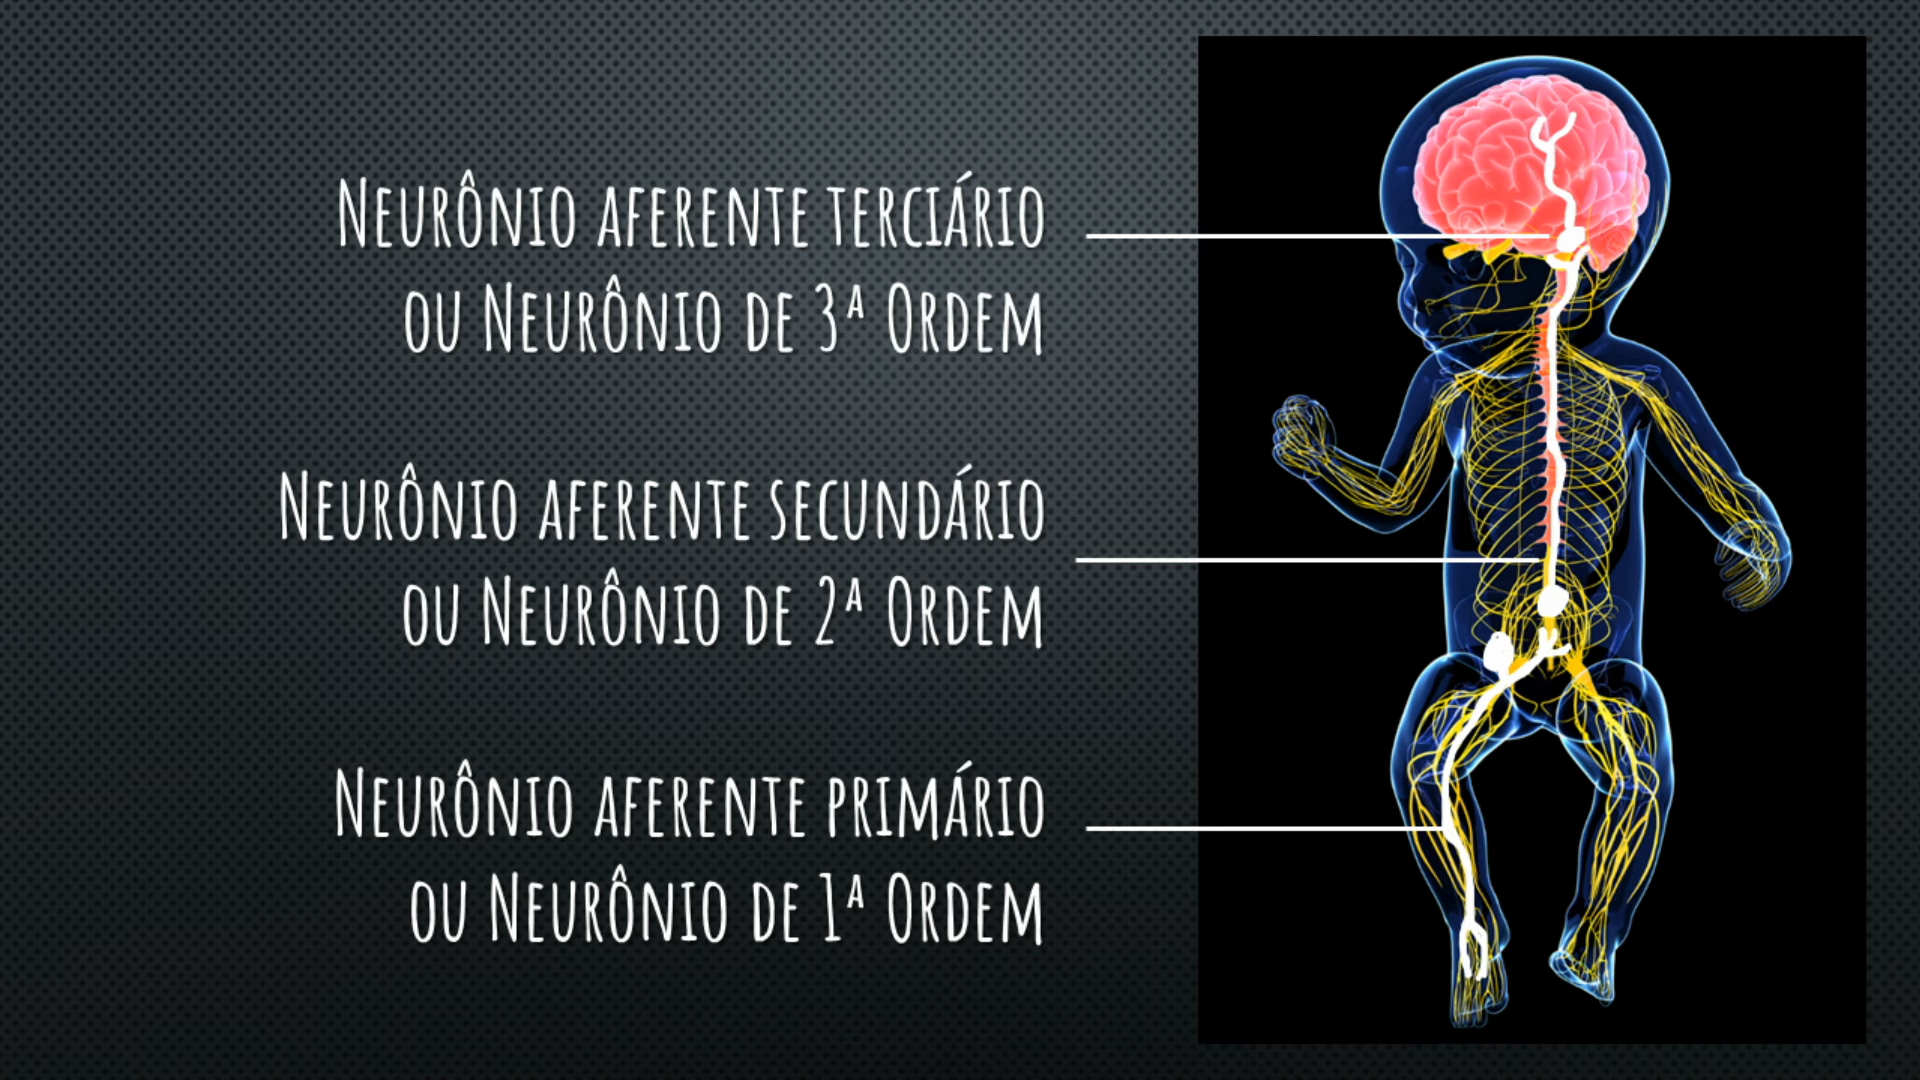 Neurônio aferente terciário
ou Neurônio de 3ª Ordem
Neurônio aferente secundário
ou Neurônio de 2ª Ordem
Neurônio aferente primário
ou Neurônio de 1ª Ordem